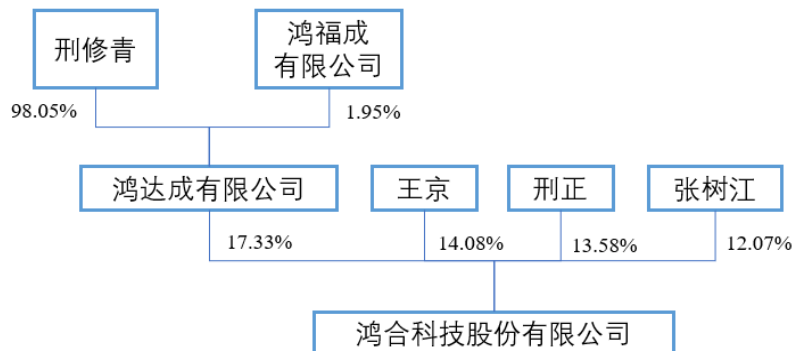 刑修青
鸿福成
有限公司
98.05%
1.95%
鸿达成有限公司
王京
刑正
张树江
17.33%
14.08%
13.58%
12.07%
鸿合科技股份有限公司